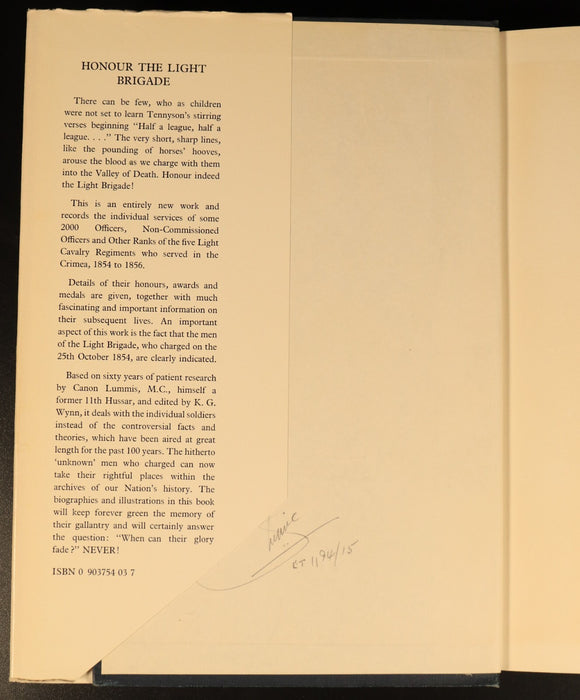 HONOUR THE LIGHT
BRIGADE
There can be few, who as children
were not set to learn Tennyson's stirring
verses beginning "Half a league, half a
league. . . ." The very short, sharp lines,
like the pounding of horses' hooves,
arouse the blood as we charge with them
into the Valley of Death. Honour indeed
the Light Brigade!
This is an entirely new work and
records the individual services of some
2000 Officers, Non-Commissioned
Officers and Other Ranks of the five Light
Cavalry Regiments who served in the
Crimea, 1854 to 1856.
Details of their honours, awards and
medals are given, together with much
fascinating and important information on
their subsequent lives. An important
aspect of this work is the fact that the men
of the Light Brigade, who charged on the
25th October 1854, are clearly indicated.
Based on sixty years of patient research
by Canon Lummis, M.C., himself a
former 11th Hussar, and edited by K. G.
Wynn, it deals with the individual soldiers
instead of the controversial facts and
theories, which have been aired at great
length for the past 100 years. The hitherto
'unknown' men who charged can now
take their rightful places within the
archives of our Nation's history. The
biographies and illustrations in this book
will keep forever green the memory of
their gallantry and will certainly answer
the question: "When can their glory
fade?" NEVER!
ISBN 0 903754 03 7